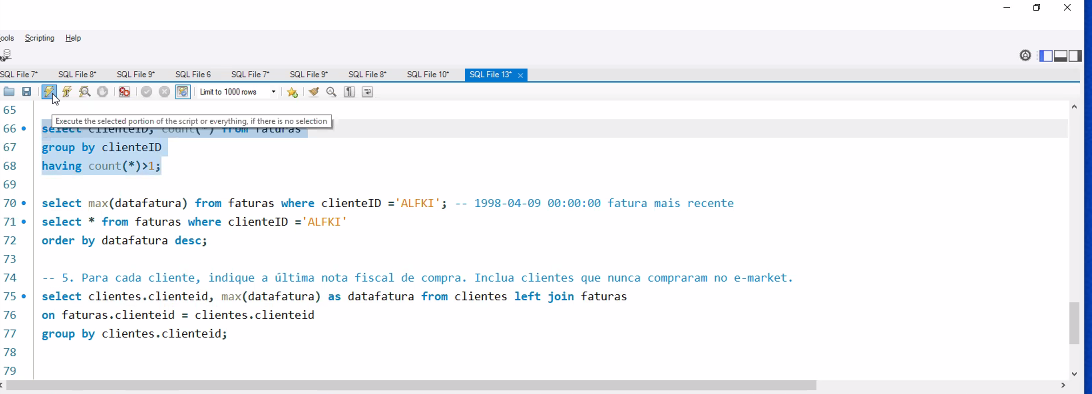 ools Scripting Help
SQL File 7* SQL File 8* SQL File 9* SQL File 6 SQL File 7* SQL File 9* SQL File 8* SQL File 10* SQL File 13* ×
Limit to 1000 rows
65
Execute the selected portion of the script or everything, if there is no selection
66 select clienteID, count(*) from faturas
67 group by clienteID
68 having count(*)>1;
69
70 select max(datafatura) from faturas where clienteID ='ALFKI'; -- 1998-04-09 00:00:00 fatura mais recente
71 select * from faturas where clienteID ='ALFKI'
72 order by datafatura desc;
73
74 -- 5. Para cada cliente, indique a última nota fiscal de compra. Inclua clientes que nunca compraram no e-market.
75 select clientes.clienteid, max(datafatura) as datafatura from clientes left join faturas
76 on faturas.clienteid = clientes.clienteid
77 group by clientes.clienteid;
78
79